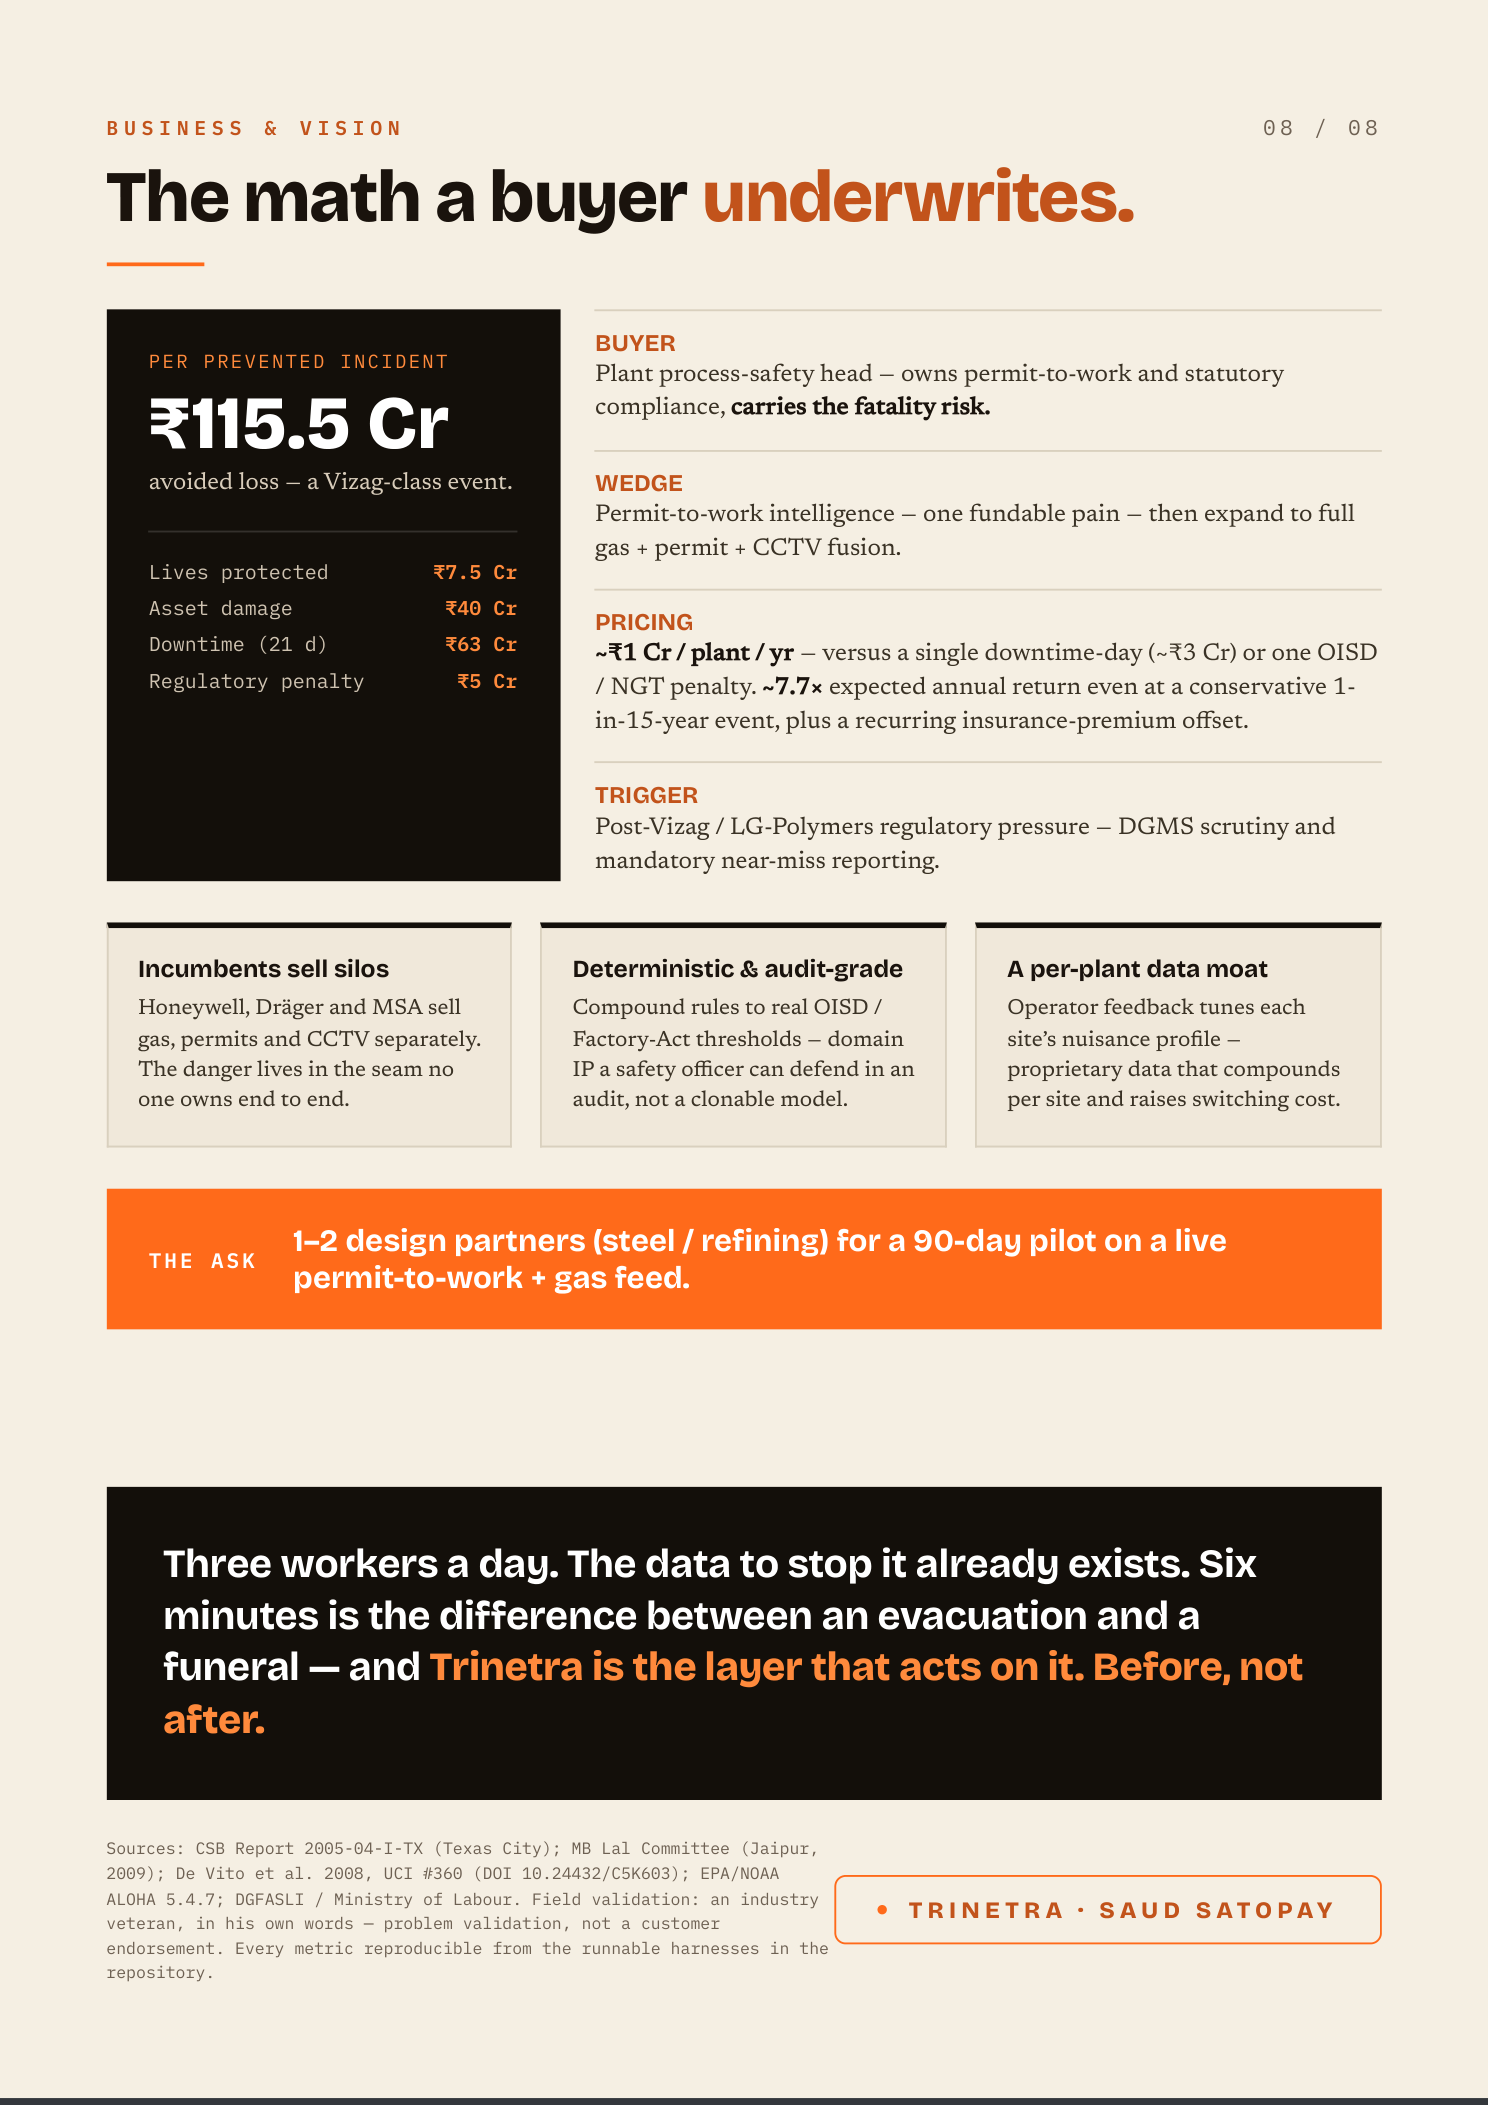 BUSINESS & VISION
08 / 08
The math a buyer underwrites.
PER PREVENTED INCIDENT
₹115.5 Cr
avoided loss – a Vizag-class event.
Lives protected ₹7.5 Cr
Asset damage ₹40 Cr
Downtime (21 d) ₹63 Cr
Regulatory penalty ₹5 Cr
BUYER
Plant process-safety head – owns permit-to-work and statutory
compliance, carries the fatality risk.
WEDGE
Permit-to-work intelligence – one fundable pain – then expand to full
gas + permit + CCTV fusion.
PRICING
~₹1 Cr / plant / yr – versus a single downtime-day (~₹3 Cr) or one OISD
/ NGT penalty. ~7.7× expected annual return even at a conservative 1-
in-15-year event, plus a recurring insurance-premium offset.
TRIGGER
Post-Vizag / LG-Polymers regulatory pressure – DGMS scrutiny and
mandatory near-miss reporting.
Incumbents sell silos
Honeywell, Dräger and MSA sell
gas, permits and CCTV separately.
The danger lives in the seam no
one owns end to end.
Deterministic & audit-grade
Compound rules to real OISD /
Factory-Act thresholds – domain
IP a safety officer can defend in an
audit, not a clonable model.
A per-plant data moat
Operator feedback tunes each
site’s nuisance profile –
proprietary data that compounds
per site and raises switching cost.
THE ASK
1–2 design partners (steel / refining) for a 90-day pilot on a live
permit-to-work + gas feed.
Three workers a day. The data to stop it already exists. Six
minutes is the difference between an evacuation and a
funeral — and Trinetra is the layer that acts on it. Before, not
after.
Sources: CSB Report 2005-04-I-TX (Texas City); MB Lal Committee (Jaipur,
2009); De Vito et al. 2008, UCI #360 (DOI 10.24432/C5K603); EPA/NOAA
ALOHA 5.4.7; DGFASLI / Ministry of Labour. Field validation: an industry
veteran, in his own words — problem validation, not a customer
endorsement. Every metric reproducible from the runnable harnesses in the
repository.
• TRINETRA · SAUD SATOPAY